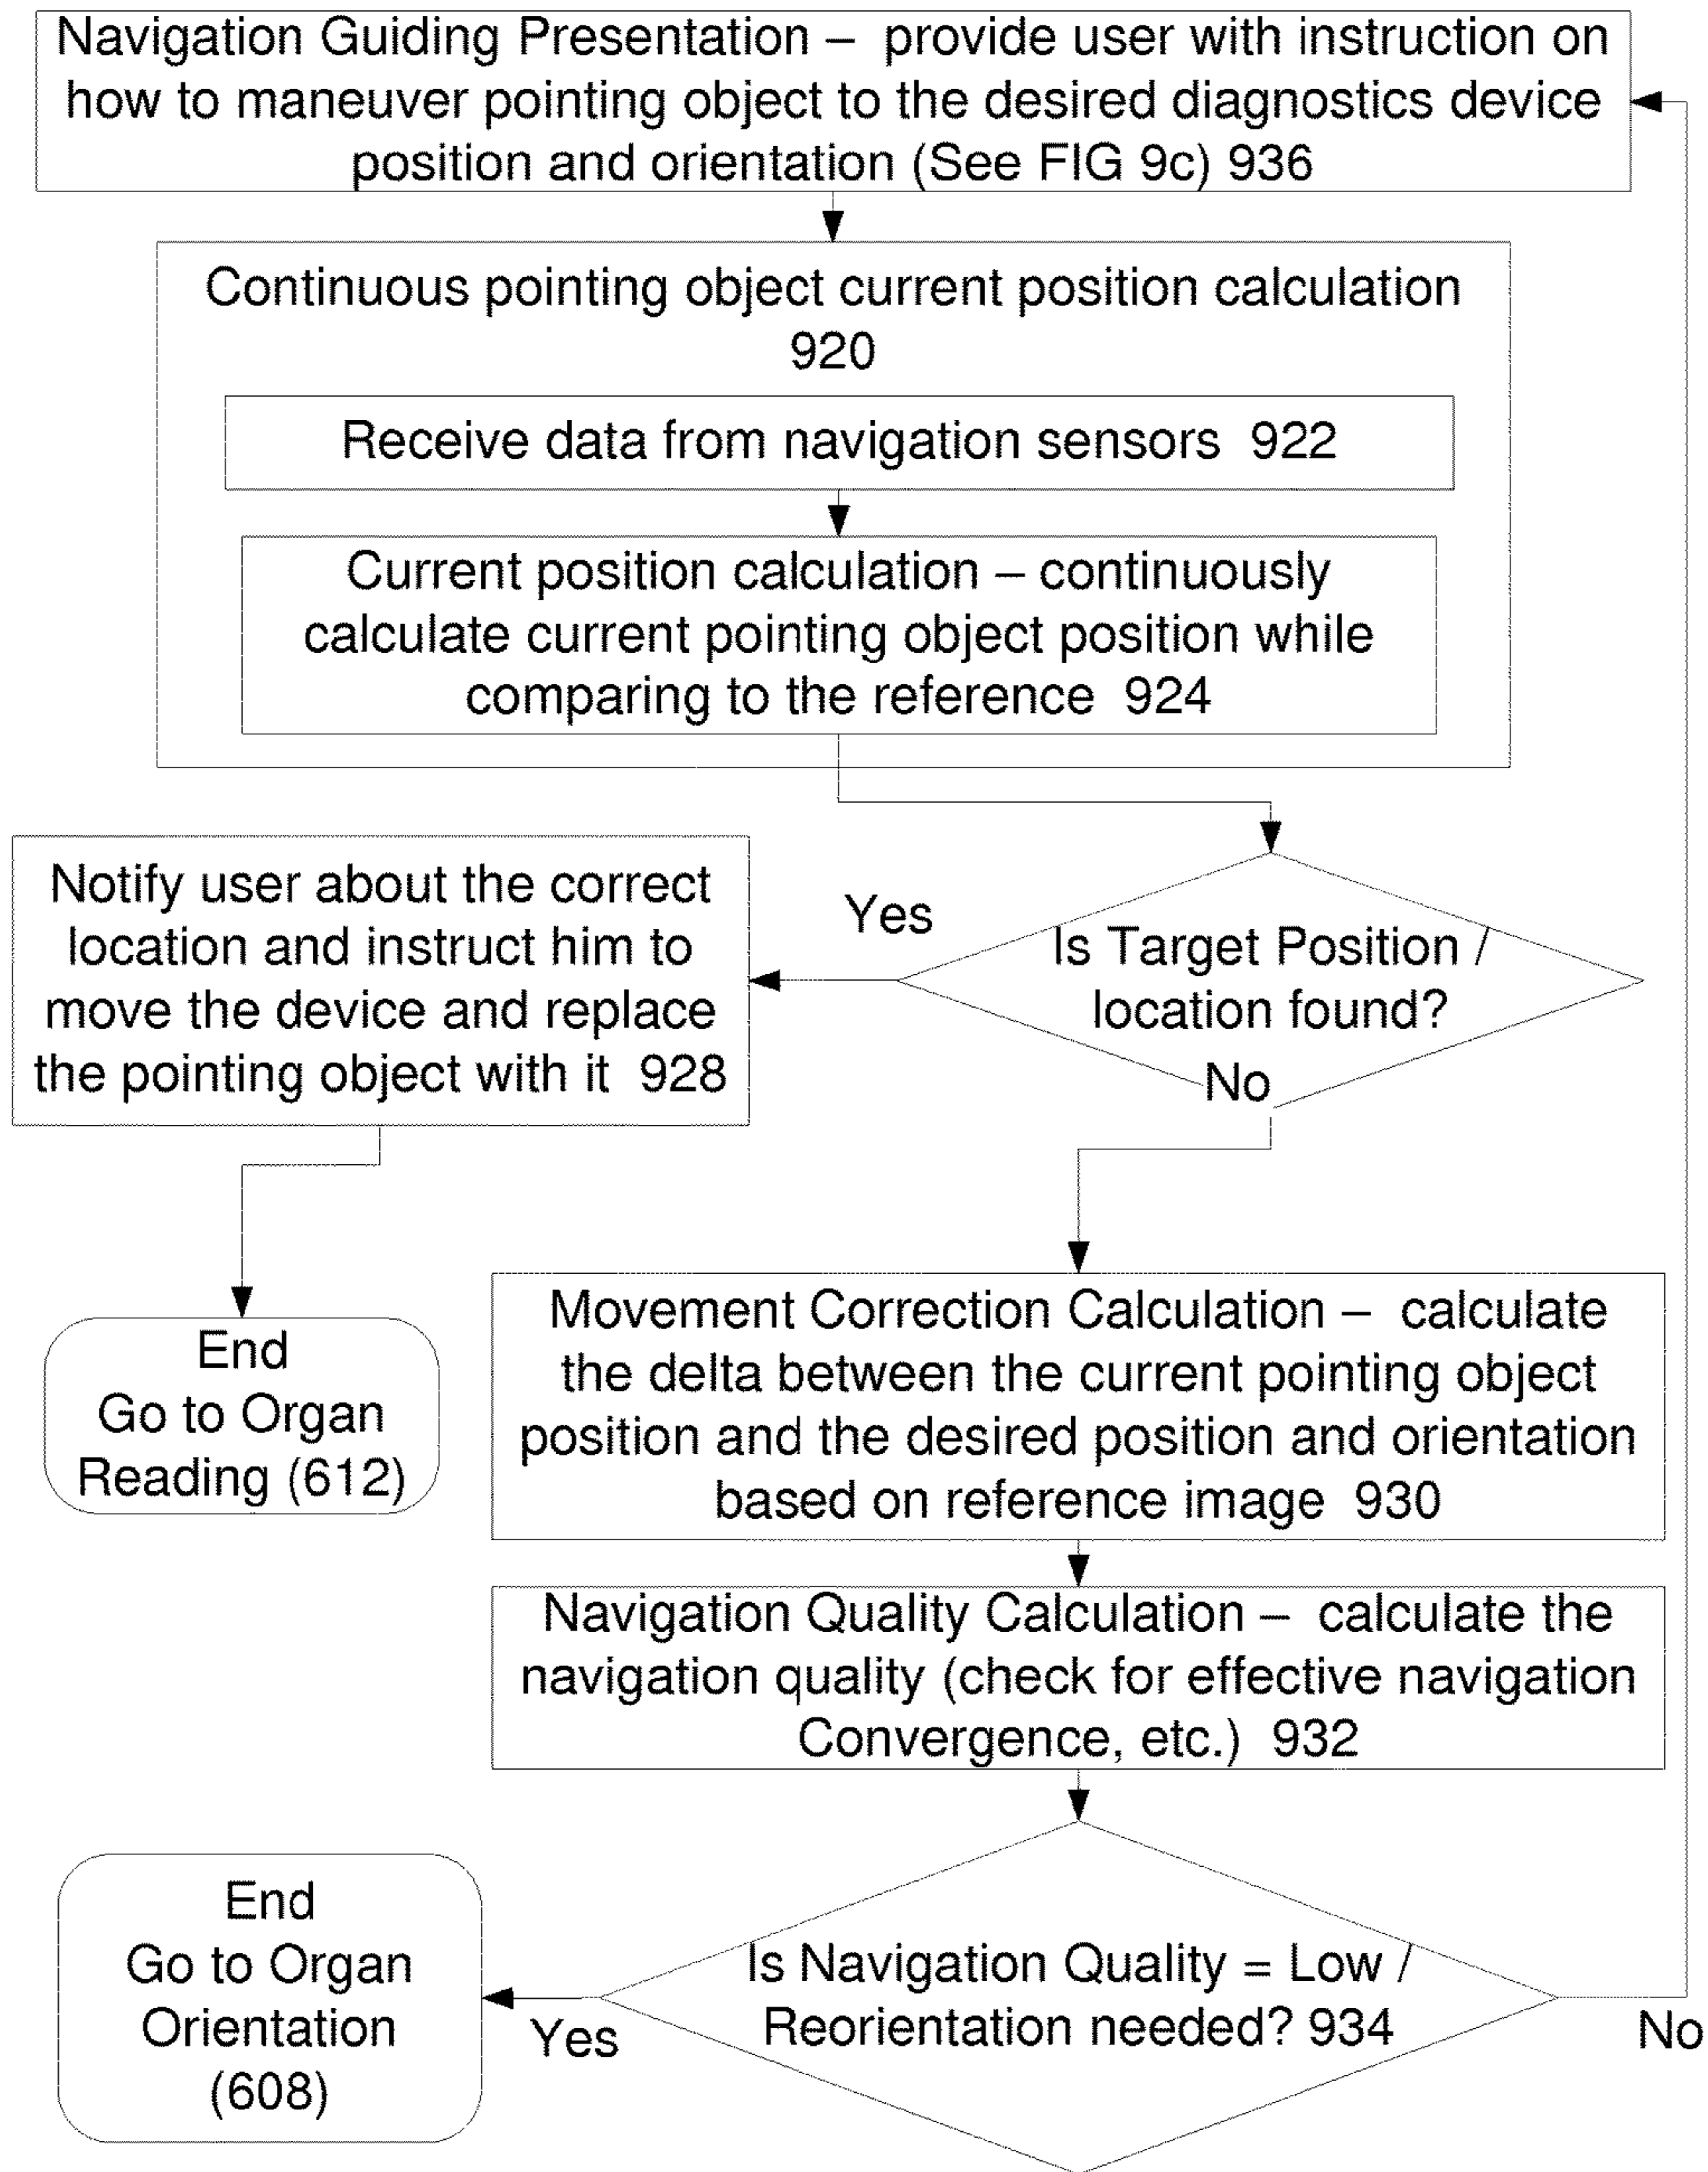 Navigation Guiding Presentation – provide user with instruction on
how to maneuver pointing object to the desired diagnostics device
position and orientation (See FIG 9c) 936
Continuous pointing object current position calculation
920
Receive data from navigation sensors 922
Current position calculation – continuously
calculate current pointing object position while
comparing to the reference 924
Is Target Position /
location found?
Yes
No
Notify user about the correct
location and instruct him to
move the device and replace
the pointing object with it 928
End
Go to Organ
Reading (612)
Movement Correction Calculation – calculate
the delta between the current pointing object
position and the desired position and orientation
based on reference image 930
Navigation Quality Calculation – calculate the
navigation quality (check for effective navigation
Convergence, etc.) 932
Is Navigation Quality = Low /
Reorientation needed? 934
Yes
No
End
Go to Organ
Orientation
(608)